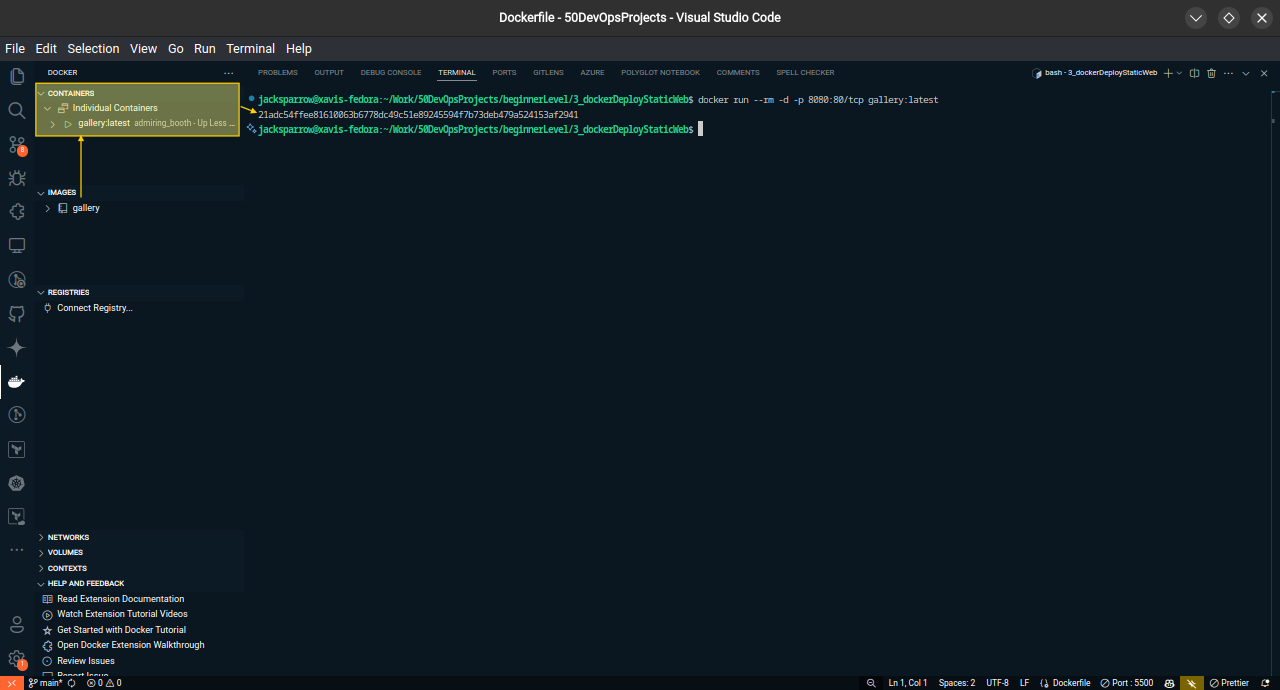 Dockerfile - 50DevOpsProjects - Visual Studio Code
File Edit Selection View Go Run Terminal Help
DOCKER
PROBLEMS OUTPUT DEBUG CONSOLE TERMINAL PORTS GITLENS AZURE POLYGLOT NOTEBOOK COMMENTS SPELL CHECKER
bash - 3_dockerDeployStaticWeb
CONTAINERS
Individual Containers
gallery:latest admiring_booth - Up Less ...
jacksparrow@xavis-fedora:~/Work/50DevOpsProjects/beginnerLevel/3_dockerDeployStaticWeb$ docker run --rm -d -p 8080:80/tcp gallery:latest
21adc54ffee81610063b6778dc49c51e89245594f7b73deb479a524153af2941
jacksparrow@xavis-fedora:~/Work/50DevOpsProjects/beginnerLevel/3_dockerDeployStaticWeb$
8
IMAGES
gallery
REGISTRIES
Connect Registry...
NETWORKS
VOLUMES
CONTEXTS
HELP AND FEEDBACK
Read Extension Documentation
Watch Extension Tutorial Videos
Get Started with Docker Tutorial
Open Docker Extension Walkthrough
Review Issues
Report Issue
1
main* 0 0 Ln 1, Col 1 Spaces: 2 UTF-8 LF Dockerfile Port : 5500 Prettier